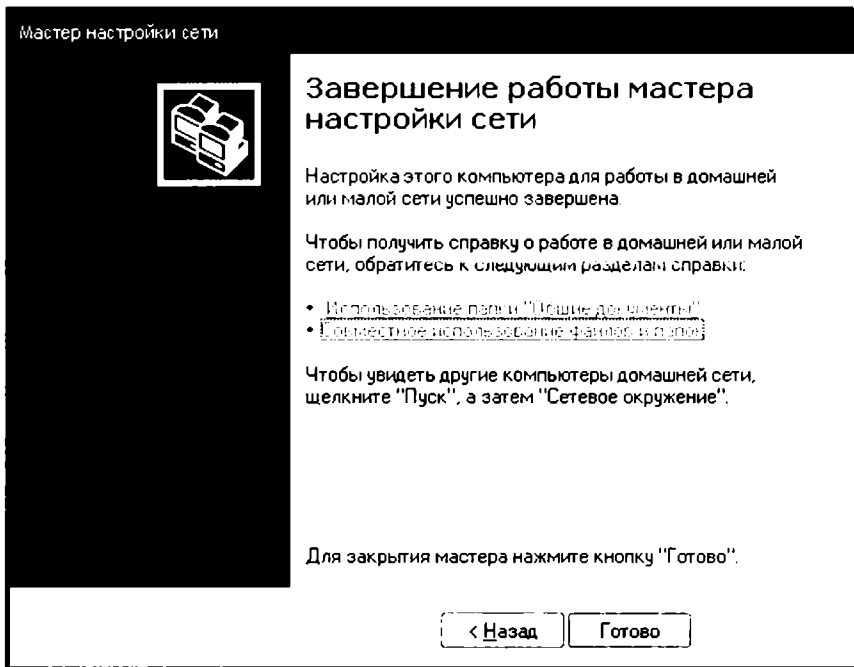 Мастер настройки сети
Завершение работы мастера
настройки сети
Настройка этого компьютера для работы в домашней
или малой сети успешно завершена.
Чтобы получить справку о работе в домашней или малой
сети, обратитесь к следующим разделам справки:
• Использование папки "Общие документы"
• Совместное использование файлов и папок
Чтобы увидеть другие компьютеры домашней сети,
щелкните "Пуск", а затем "Сетевое окружение".
Для закрытия мастера нажмите кнопку "Готово".
< Назад Готово